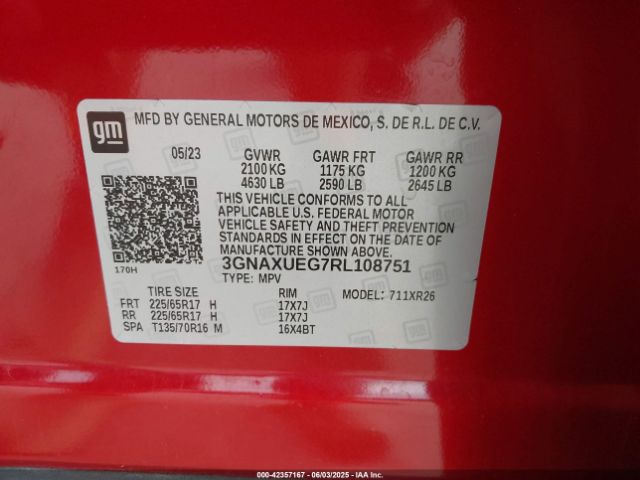 gm
MFD BY GENERAL MOTORS DE MEXICO, S. DE R.L. DE C.V.
05/23 GVWR GAWR FRT GAWR RR
2100 KG 1175 KG 1200 KG
4630 LB 2590 LB 2645 LB
THIS VEHICLE CONFORMS TO ALL
APPLICABLE U.S. FEDERAL MOTOR
VEHICLE SAFETY AND THEFT PREVENTION
STANDARDS IN EFFECT ON THE DATE OF
MANUFACTURE SHOWN ABOVE.
170H 3GNAXUEG7RL108751
TYPE: MPV
TIRE SIZE RIM MODEL: 711XR26
FRT 225/65R17 H 17X7J
RR 225/65R17 H 17X7J
SPA T135/70R16 M 16X4BT
000-42357167 - 06/03/2025 - IAA Inc.